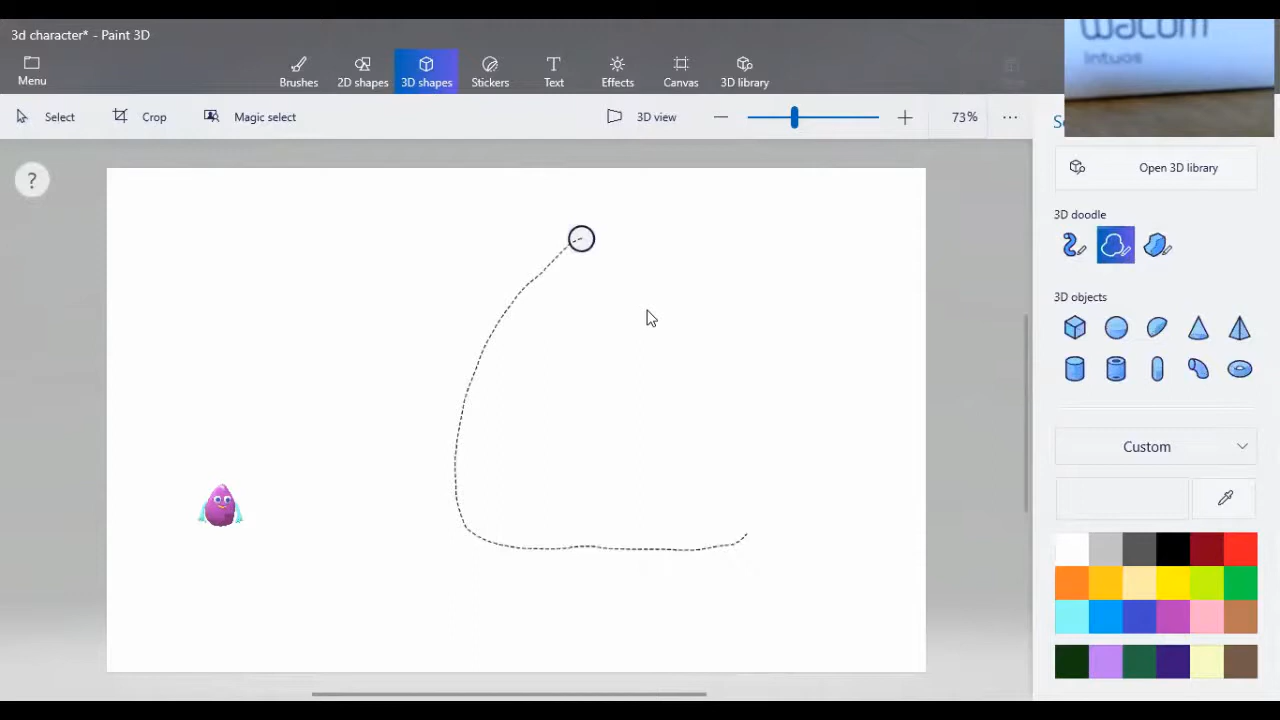 3d character* - Paint 3D
Menu
Brushes
2D shapes
3D shapes
Stickers
Text
Effects
Canvas
3D library
wacom
Intuos
Select
Crop
Magic select
3D view
73%
?
Open 3D library
3D doodle
3D objects
Custom